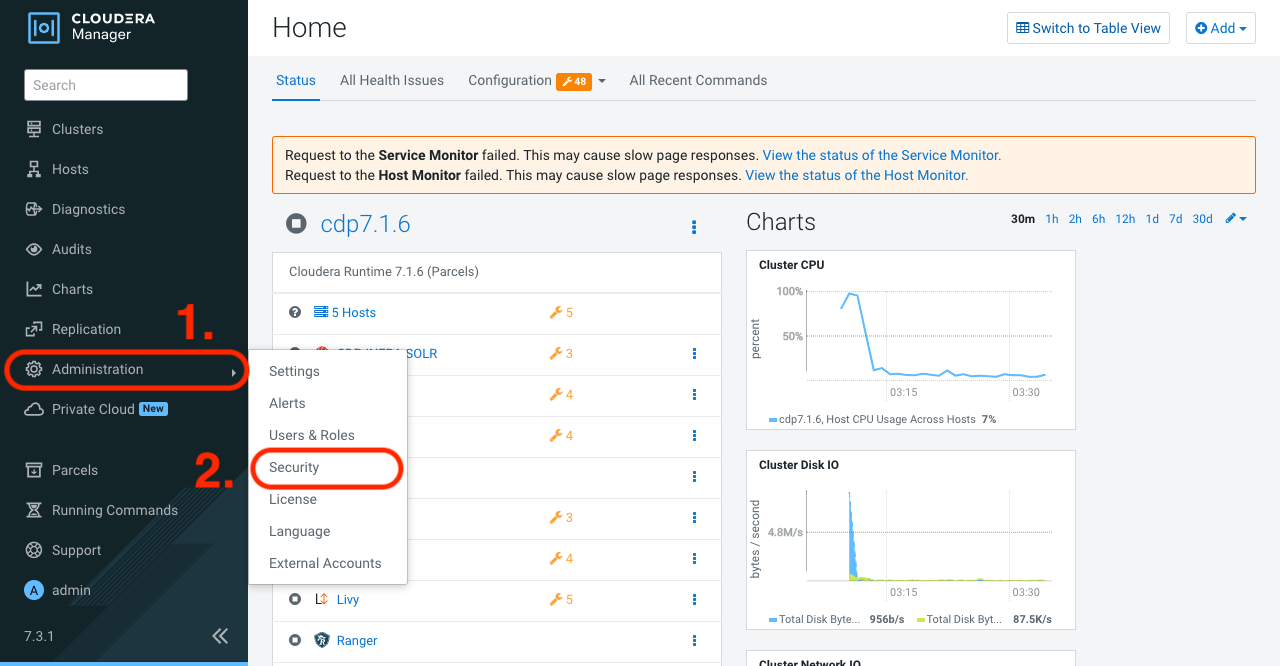 CLOUDERA
Manager
Search
Clusters
Hosts
Diagnostics
Audits
Charts
Replication
1.
Administration
Private Cloud New
2.
Parcels
Running Commands
Support
A admin
7.3.1
Settings
Alerts
Users & Roles
Security
License
Language
External Accounts
Home
Switch to Table View
Add
Status All Health Issues Configuration 48 All Recent Commands
Request to the Service Monitor failed. This may cause slow page responses. View the status of the Service Monitor.
Request to the Host Monitor failed. This may cause slow page responses. View the status of the Host Monitor.
cdp7.1.6
Cloudera Runtime 7.1.6 (Parcels)
5 Hosts 5
SOLR 3
4
4
3
4
Livy 5
Ranger
Charts
30m 1h 2h 6h 12h 1d 7d 30d
Cluster CPU
percent
100%
50%
03:15 03:30
cdp7.1.6, Host CPU Usage Across Hosts 7%
Cluster Disk IO
bytes / second
4.8M/s
03:15 03:30
Total Disk Byte... 956b/s Total Disk Byt... 87.5K/s
Cluster Network IO